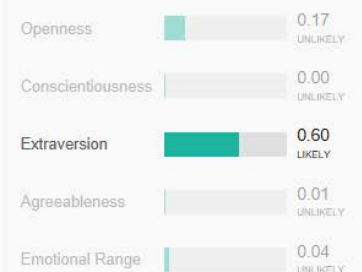 Openness 0.17
UNLIKELY
Conscientiousness 0.00
UNLIKELY
Extraversion 0.60
LIKELY
Agreeableness 0.01
UNLIKELY
Emotional Range 0.04
UNLIKELY